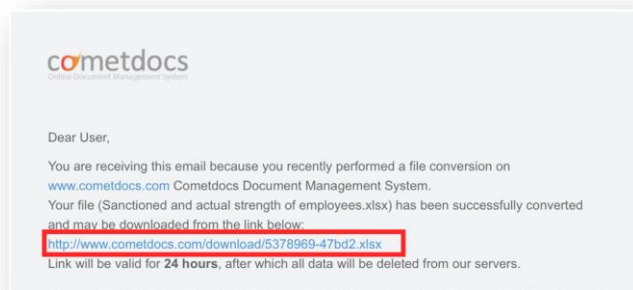 cometdocs
Online Document Management System
Dear User,
You are receiving this email because you recently performed a file conversion on
www.cometdocs.com Cometdocs Document Management System.
Your file (Sanctioned and actual strength of employees.xlsx) has been successfully converted
and may be downloaded from the link below:
http://www.cometdocs.com/download/5378969-47bd2.xlsx
Link will be valid for 24 hours, after which all data will be deleted from our servers.